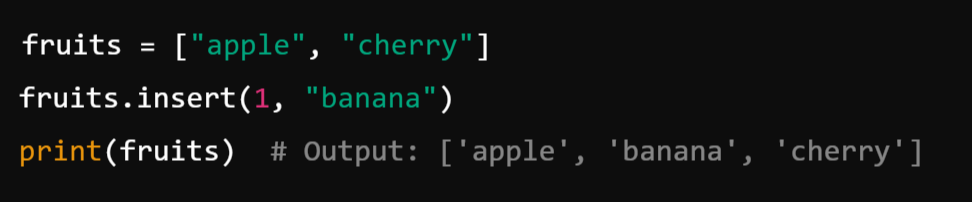 fruits = ["apple", "cherry"]
fruits.insert(1, "banana")
print(fruits)  # Output: ['apple', 'banana', 'cherry']